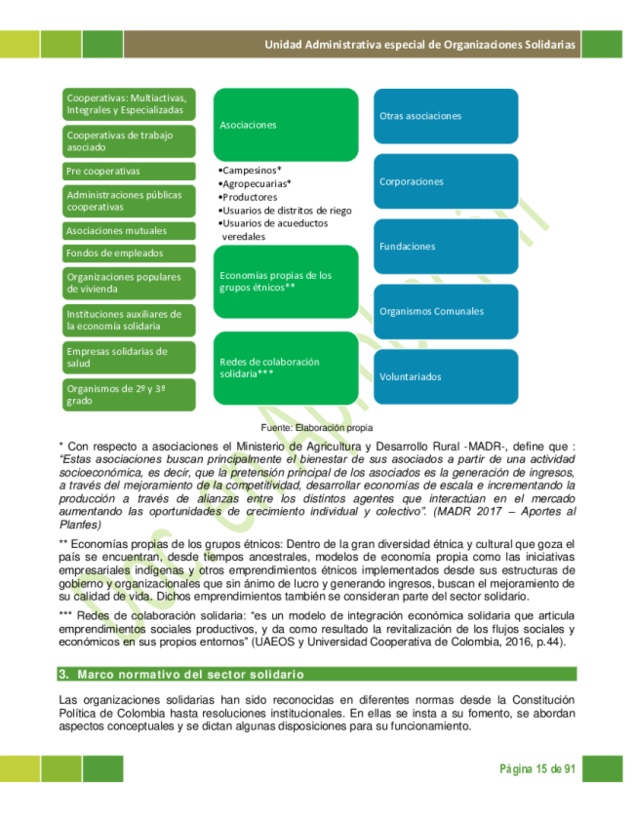 Unidad Administrativa especial de Organizaciones Solidarias
Cooperativas: Multiactivas,
Integrales y Especializadas
Cooperativas de trabajo
asociado
Pre cooperativas
Administraciones públicas
cooperativas
Asociaciones mutuales
Fondos de empleados
Organizaciones populares
de vivienda
Instituciones auxiliares de
la economía solidaria
Empresas solidarias de
salud
Organismos de 2º y 3º
grado
Asociaciones
•Campesinos*
•Agropecuarias*
•Productores
•Usuarios de distritos de riego
•Usuarios de acueductos
veredales
Economías propias de los
grupos étnicos**
Redes de colaboración
solidaria***
Otras asociaciones
Corporaciones
Fundaciones
Organismos Comunales
Voluntariados
Fuente: Elaboración propia
* Con respecto a asociaciones el Ministerio de Agricultura y Desarrollo Rural -MADR-, define que :
“Estas asociaciones buscan principalmente el bienestar de sus asociados a partir de una actividad
socioeconómica, es decir, que la pretensión principal de los asociados es la generación de ingresos,
a través del mejoramiento de la competitividad, desarrollar economías de escala e incrementando la
producción a través de alianzas entre los distintos agentes que interactúan en el mercado
aumentando las oportunidades de crecimiento individual y colectivo”. (MADR 2017 – Aportes al
Planfes)
** Economías propias de los grupos étnicos: Dentro de la gran diversidad étnica y cultural que goza el
país se encuentran, desde tiempos ancestrales, modelos de economía propia como las iniciativas
empresariales indígenas y otros emprendimientos étnicos implementados desde sus estructuras de
gobierno y organizacionales que sin ánimo de lucro y generando ingresos, buscan el mejoramiento de
su calidad de vida. Dichos emprendimientos también se consideran parte del sector solidario.
*** Redes de colaboración solidaria: “es un modelo de integración económica solidaria que articula
emprendimientos sociales productivos, y da como resultado la revitalización de los flujos sociales y
económicos en sus propios entornos” (UAEOS y Universidad Cooperativa de Colombia, 2016, p.44).
3. Marco normativo del sector solidario
Las organizaciones solidarias han sido reconocidas en diferentes normas desde la Constitución
Política de Colombia hasta resoluciones institucionales. En ellas se insta a su fomento, se abordan
aspectos conceptuales y se dictan algunas disposiciones para su funcionamiento.
Página 15 de 91